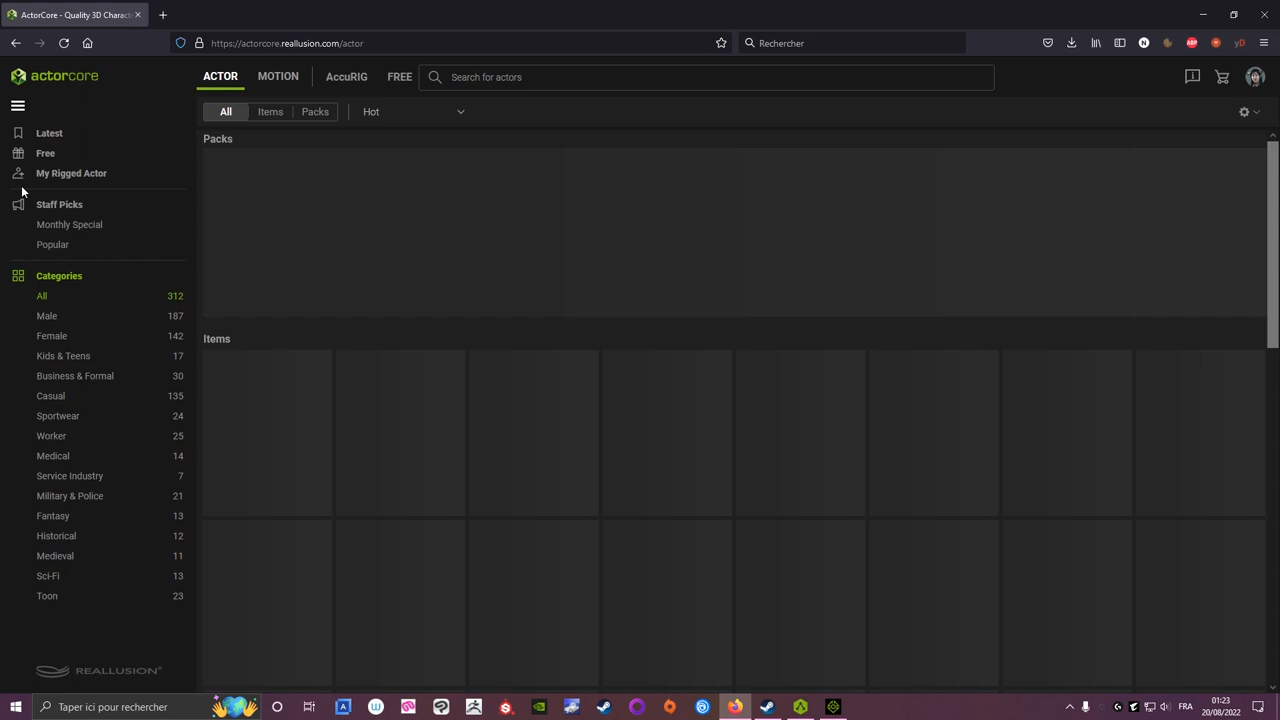 ActorCore - Quality 3D Charact
https://actorcore.reallusion.com/actor
Rechercher
ABP
actorcore
ACTOR
MOTION
AccuRIG
FREE
Search for actors
All
Items
Packs
Hot
Latest
Free
My Rigged Actor
Staff Picks
Monthly Special
Popular
Categories
All 312
Male 187
Female 142
Kids & Teens 17
Business & Formal 30
Casual 135
Sportwear 24
Worker 25
Medical 14
Service Industry 7
Military & Police 21
Fantasy 13
Historical 12
Medieval 11
Sci-Fi 13
Toon 23
REALLUSION
Packs
Items
Taper ici pour rechercher
FRA
01:23
20/08/2022